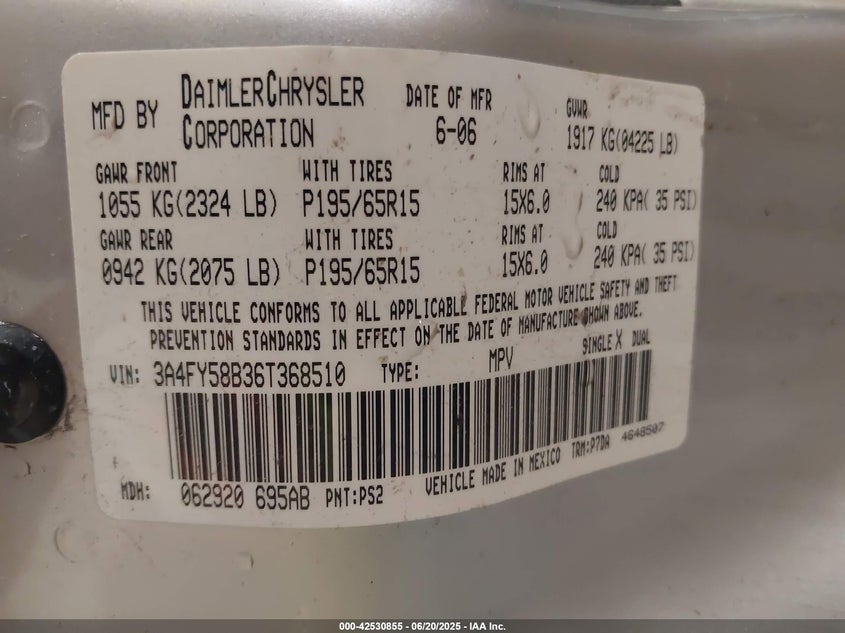 MFD BY DAIMLERCHRYSLER CORPORATION
DATE OF MFR 6-06
GVWR 1917 KG(04225 LB)
GAWR FRONT WITH TIRES RIMS AT COLD
1055 KG(2324 LB) P195/65R15 15X6.0 240 KPA( 35 PSI)
GAWR REAR WITH TIRES RIMS AT COLD
0942 KG(2075 LB) P195/65R15 15X6.0 240 KPA( 35 PSI)
THIS VEHICLE CONFORMS TO ALL APPLICABLE FEDERAL MOTOR VEHICLE SAFETY AND THEFT
PREVENTION STANDARDS IN EFFECT ON THE DATE OF MANUFACTURE SHOWN ABOVE.
VIN: 3A4FY58B36T368510 TYPE: MPV SINGLE X DUAL
MDH: 062920 695AB PNT:PS2 VEHICLE MADE IN MEXICO TRM:P7DA 4648507
000-42530855 - 06/20/2025 - IAA Inc.